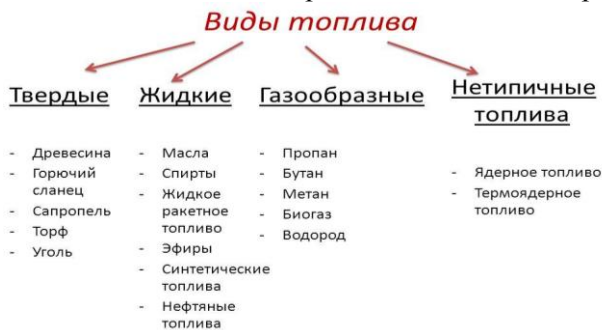 Виды топлива
Твердые
- Древесина
- Горючий
сланец
- Сапропель
- Торф
- Уголь
Жидкие
- Масла
- Спирты
- Жидкое
ракетное
топливо
- Эфиры
- Синтетические
топлива
- Нефтяные
топлива
Газообразные
- Пропан
- Бутан
- Метан
- Биогаз
- Водород
Нетипичные
топлива
- Ядерное топливо
- Термоядерное
топливо